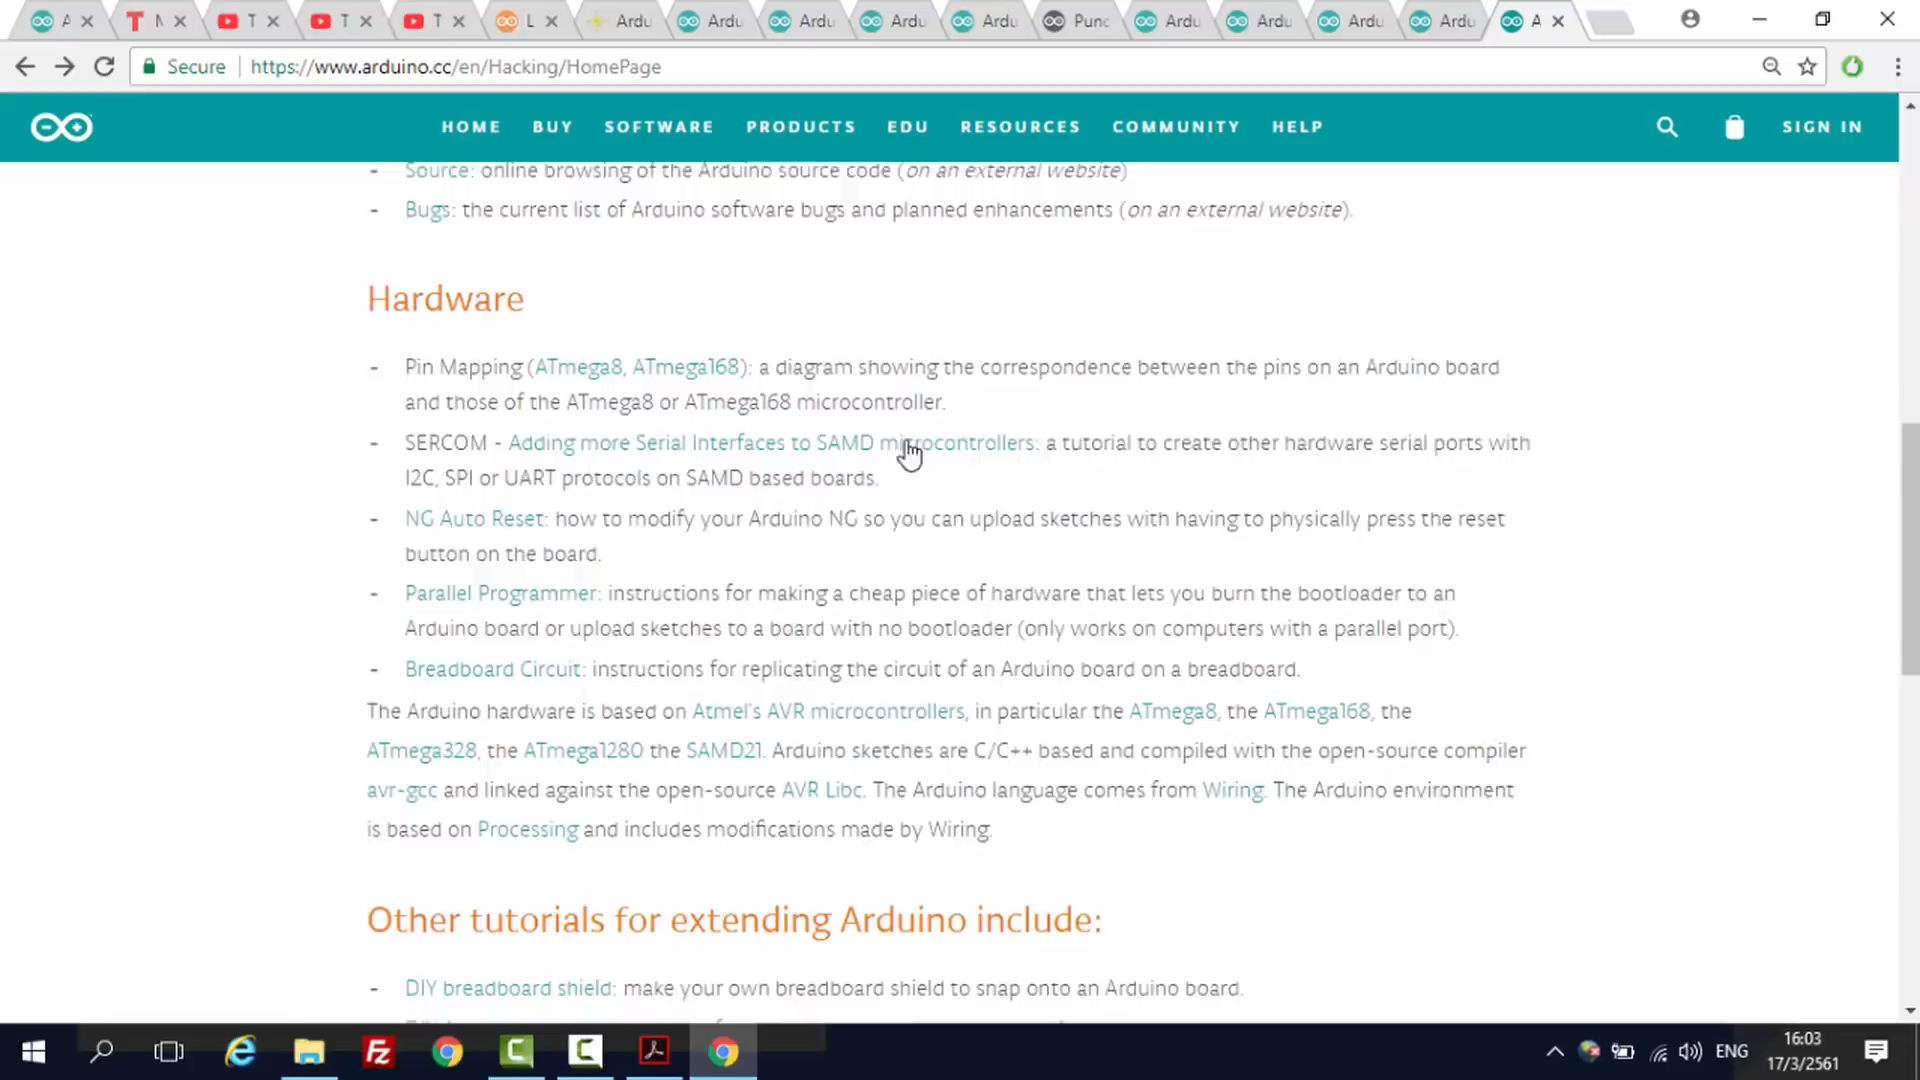 A
T N
T
T
T
L
Ardu
Ardu
Ardu
Ardu
Ardu
Punc
Ardu
Ardu
Ardu
Ardu
A
Secure
https://www.arduino.cc/en/Hacking/HomePage
HOME BUY SOFTWARE PRODUCTS EDU RESOURCES COMMUNITY HELP SIGN IN
- Source: online browsing of the Arduino source code (on an external website)
- Bugs: the current list of Arduino software bugs and planned enhancements (on an external website).
Hardware
- Pin Mapping (ATmega8, ATmega168): a diagram showing the correspondence between the pins on an Arduino board
and those of the ATmega8 or ATmega168 microcontroller.
- SERCOM - Adding more Serial Interfaces to SAMD microcontrollers: a tutorial to create other hardware serial ports with
I2C, SPI or UART protocols on SAMD based boards.
- NG Auto Reset: how to modify your Arduino NG so you can upload sketches with having to physically press the reset
button on the board.
- Parallel Programmer: instructions for making a cheap piece of hardware that lets you burn the bootloader to an
Arduino board or upload sketches to a board with no bootloader (only works on computers with a parallel port).
- Breadboard Circuit: instructions for replicating the circuit of an Arduino board on a breadboard.
The Arduino hardware is based on Atmel's AVR microcontrollers, in particular the ATmega8, the ATmega168, the
ATmega328, the ATmega1280 the SAMD21. Arduino sketches are C/C++ based and compiled with the open-source compiler
avr-gcc and linked against the open-source AVR Libc. The Arduino language comes from Wiring. The Arduino environment
is based on Processing and includes modifications made by Wiring.
Other tutorials for extending Arduino include:
- DIY breadboard shield: make your own breadboard shield to snap onto an Arduino board.
ENG
16:03
17/3/2561